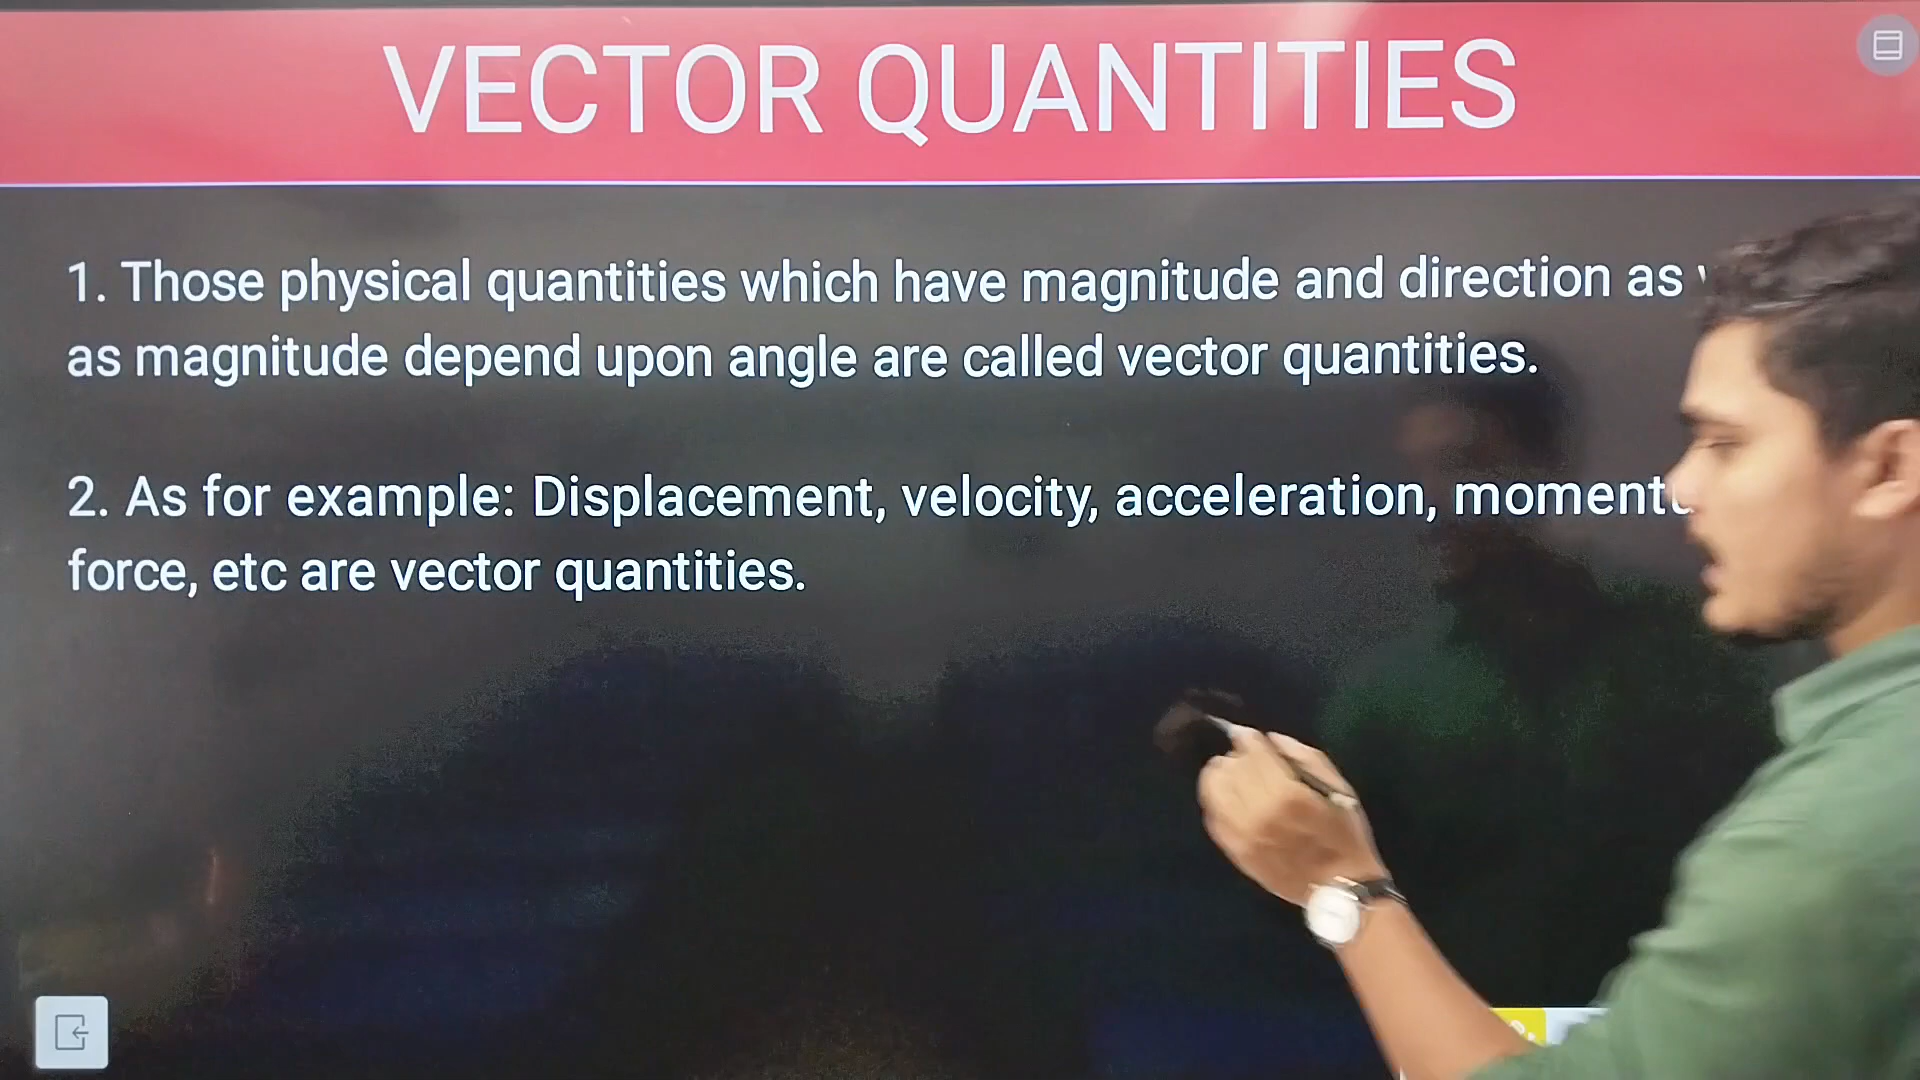 VECTOR QUANTITIES
1. Those physical quantities which have magnitude and direction as
as magnitude depend upon angle are called vector quantities.
2. As for example: Displacement, velocity, acceleration,
force, etc are vector quantities.